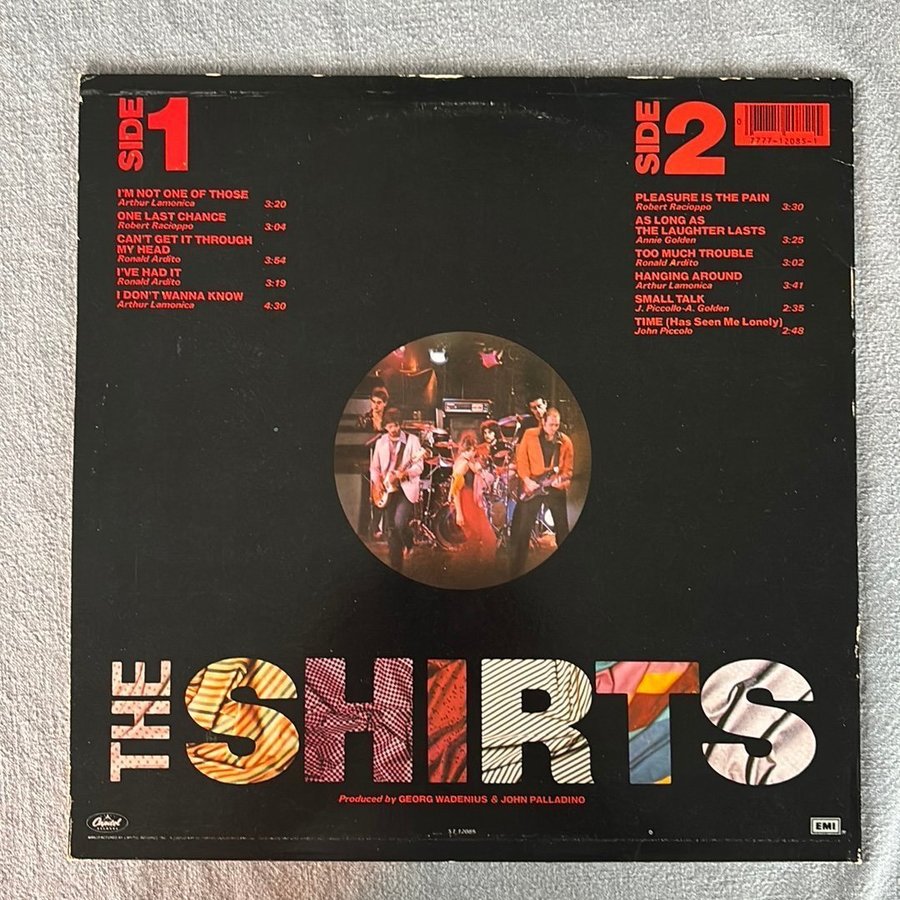 SIDE 1
I'M NOT ONE OF THOSE
Arthur Lamonica 3:20
ONE LAST CHANCE
Robert Racioppo 3:04
CAN'T GET IT THROUGH
MY HEAD
Ronald Ardito 3:54
I'VE HAD IT
Ronald Ardito 3:19
I DON'T WANNA KNOW
Arthur Lamonica 4:30
SIDE 2
0 7777-12085-1
PLEASURE IS THE PAIN
Robert Racioppo 3:30
AS LONG AS
THE LAUGHTER LASTS
Annie Golden 3:25
TOO MUCH TROUBLE
Ronald Ardito 3:02
HANGING AROUND
Arthur Lamonica 3:41
SMALL TALK
J. Piccollo-A. Golden 2:35
TIME (Has Seen Me Lonely)
John Piccolo 2:48
THE SHIRTS
Produced by GEORG WADENIUS & JOHN PALLADINO
Capitol
RECORDS
ST 12085
0
EMI